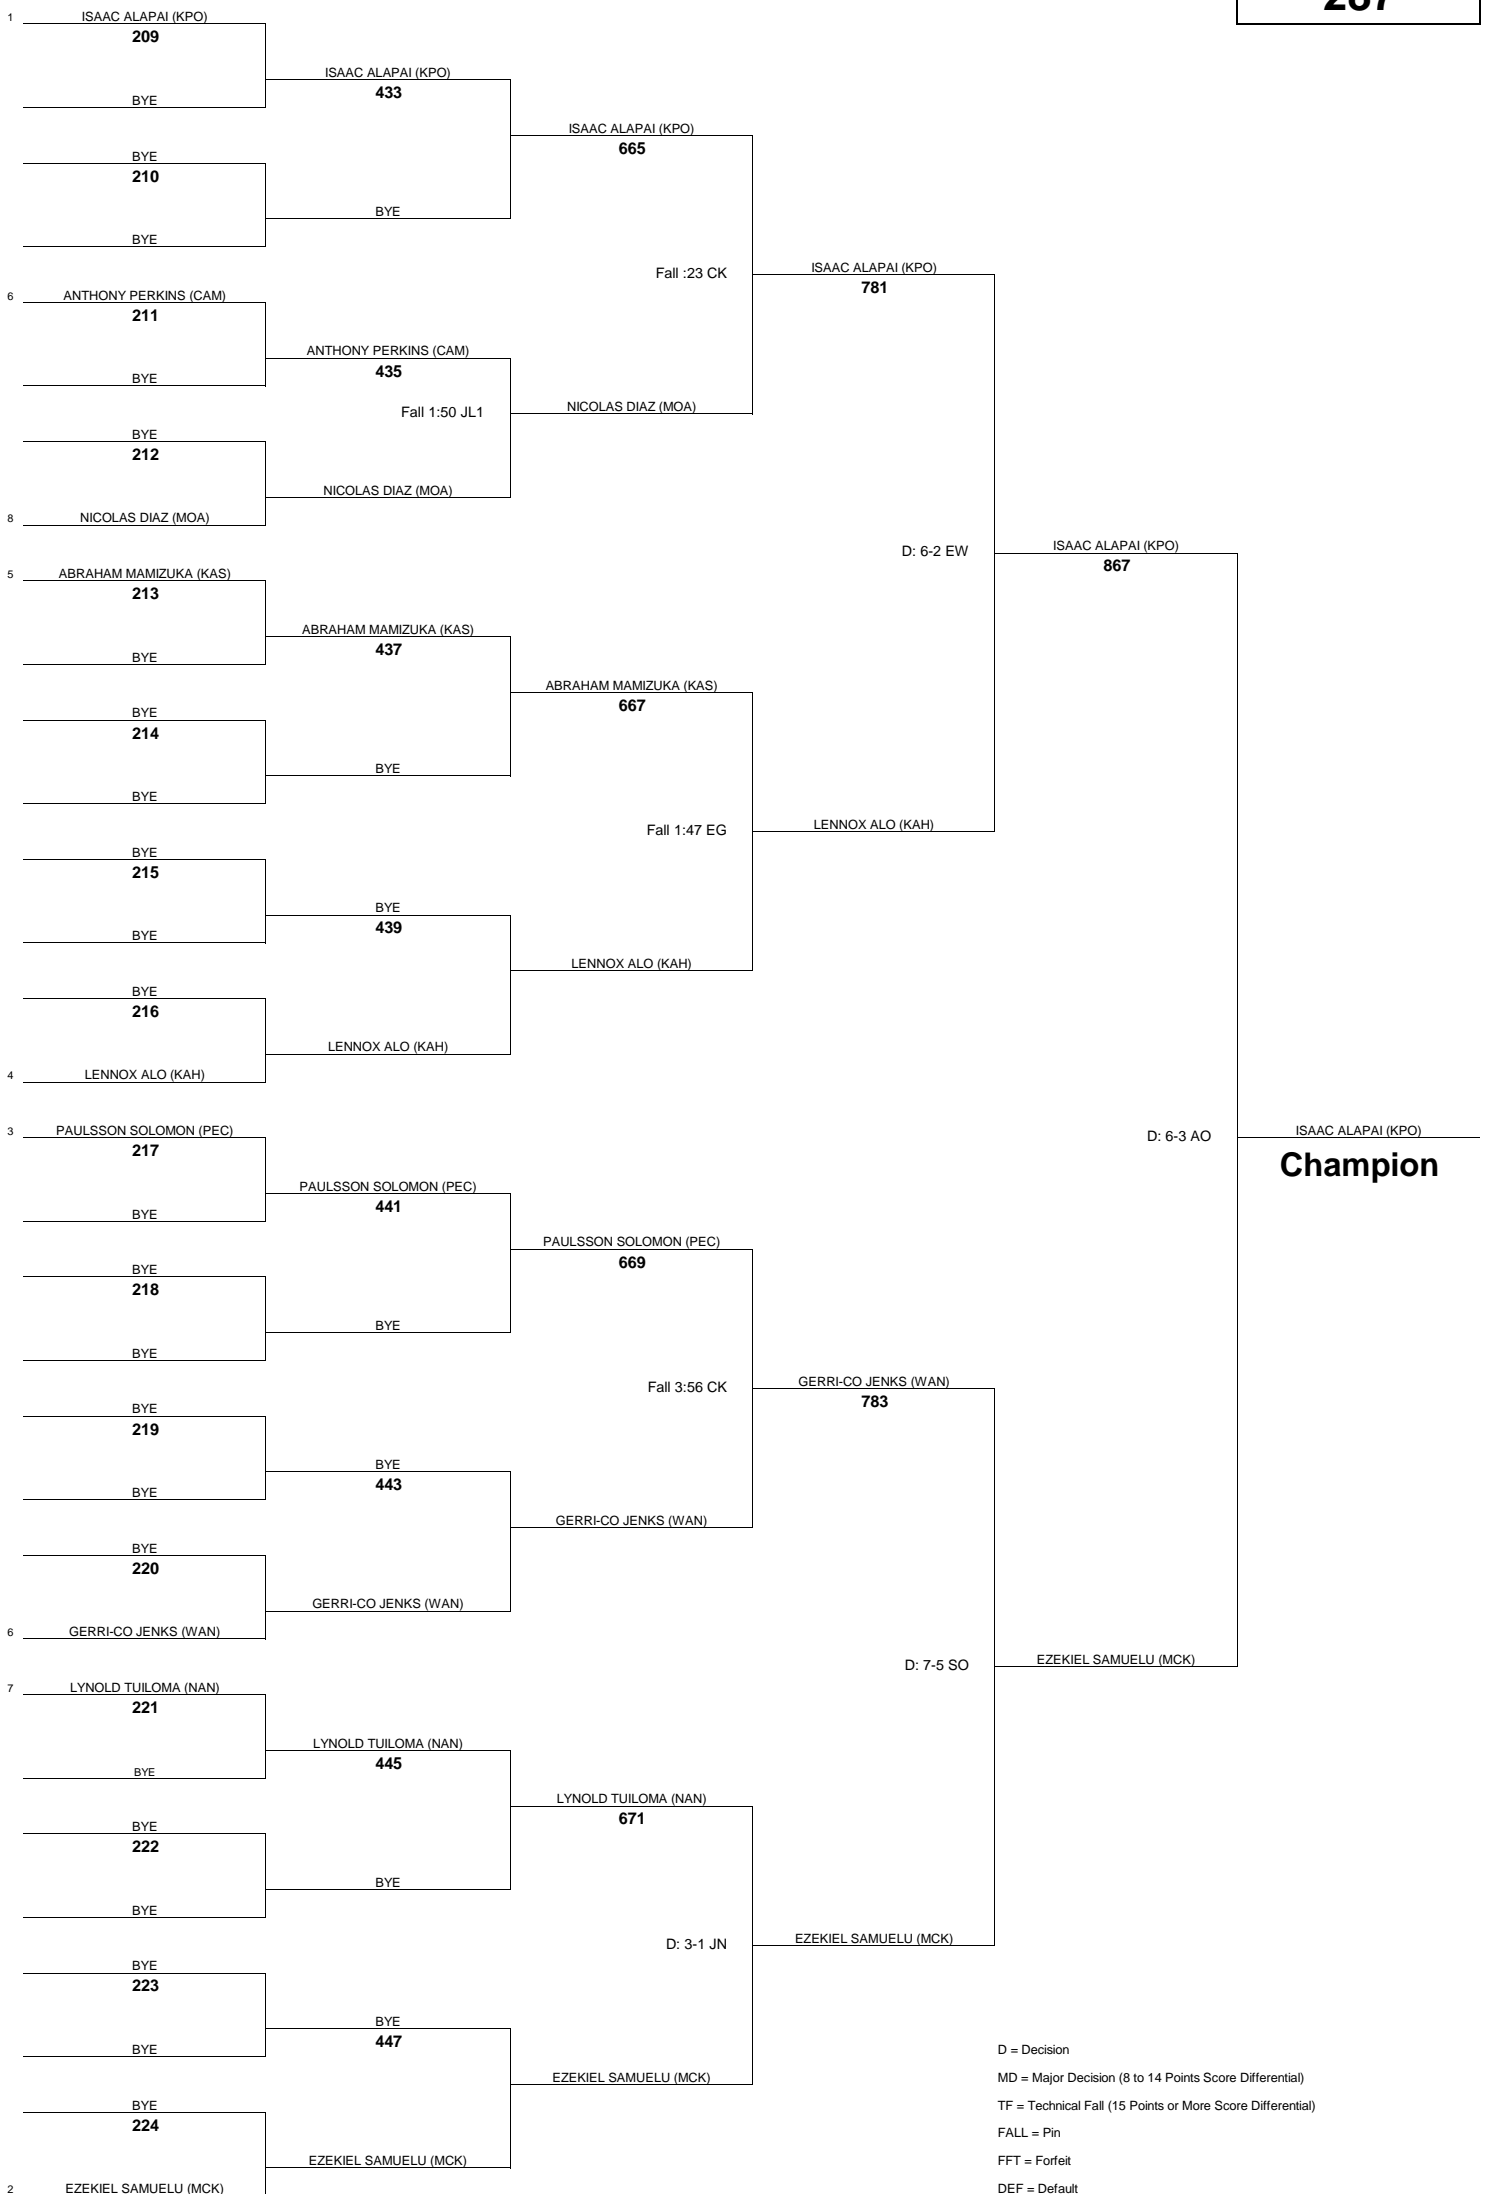 287
1 ISAAC ALAPAI (KPO)
209
ISAAC ALAPAI (KPO)
433
BYE
ISAAC ALAPAI (KPO)
665
BYE
210
BYE
BYE
Fall :23 CK
ISAAC ALAPAI (KPO)
781
6 ANTHONY PERKINS (CAM)
211
ANTHONY PERKINS (CAM)
435
BYE
Fall 1:50 JL1
NICOLAS DIAZ (MOA)
BYE
212
NICOLAS DIAZ (MOA)
8 NICOLAS DIAZ (MOA)
D: 6-2 EW
ISAAC ALAPAI (KPO)
867
5 ABRAHAM MAMIZUKA (KAS)
213
ABRAHAM MAMIZUKA (KAS)
437
BYE
ABRAHAM MAMIZUKA (KAS)
667
BYE
214
BYE
BYE
Fall 1:47 EG
LENNOX ALO (KAH)
BYE
215
BYE
439
BYE
LENNOX ALO (KAH)
BYE
216
LENNOX ALO (KAH)
4 LENNOX ALO (KAH)
3 PAULSSON SOLOMON (PEC)
217
D: 6-3 AO
ISAAC ALAPAI (KPO)
Champion
PAULSSON SOLOMON (PEC)
441
BYE
PAULSSON SOLOMON (PEC)
669
BYE
218
BYE
BYE
Fall 3:56 CK
GERRI-CO JENKS (WAN)
783
BYE
219
BYE
443
BYE
GERRI-CO JENKS (WAN)
BYE
220
GERRI-CO JENKS (WAN)
6 GERRI-CO JENKS (WAN)
D: 7-5 SO
EZEKIEL SAMUELU (MCK)
7 LYNOLD TUILOMA (NAN)
221
LYNOLD TUILOMA (NAN)
445
BYE
LYNOLD TUILOMA (NAN)
671
BYE
222
BYE
BYE
D: 3-1 JN
EZEKIEL SAMUELU (MCK)
BYE
223
BYE
447
BYE
EZEKIEL SAMUELU (MCK)
BYE
224
EZEKIEL SAMUELU (MCK)
2 EZEKIEL SAMUELU (MCK)
D = Decision
MD = Major Decision (8 to 14 Points Score Differential)
TF = Technical Fall (15 Points or More Score Differential)
FALL = Pin
FFT = Forfeit
DEF = Default